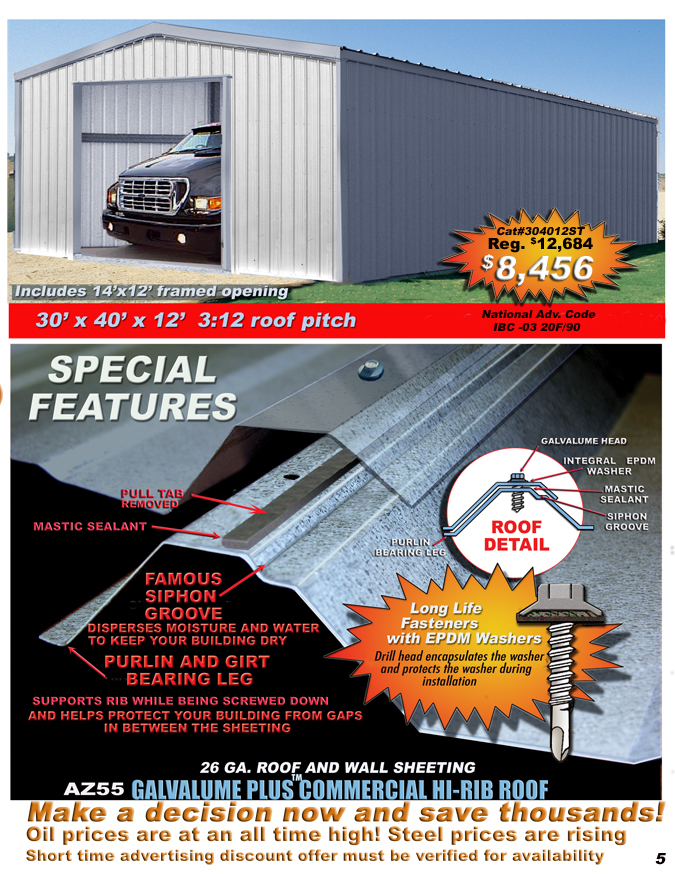 Cat#304012ST
Reg. $12,684
$8,456
Includes 14'x12' framed opening
30' x 40' x 12'  3:12 roof pitch
National Adv. Code
IBC -03 20F/90
SPECIAL
FEATURES
GALVALUME HEAD
INTEGRAL EPDM
WASHER
MASTIC
SEALANT
SIPHON
GROOVE
PURLIN
BEARING LEG
ROOF
DETAIL
PULL TAB
REMOVED
MASTIC SEALANT
FAMOUS
SIPHON
GROOVE
DISPERSES MOISTURE AND WATER
TO KEEP YOUR BUILDING DRY
PURLIN AND GIRT
BEARING LEG
SUPPORTS RIB WHILE BEING SCREWED DOWN
AND HELPS PROTECT YOUR BUILDING FROM GAPS
IN BETWEEN THE SHEETING
Long Life
Fasteners
with EPDM Washers
Drill head encapsulates the washer
and protects the washer during
installation
26 GA. ROOF AND WALL SHEETING
AZ55 GALVALUME PLUS™ COMMERCIAL HI-RIB ROOF
Make a decision now and save thousands!
Oil prices are at an all time high! Steel prices are rising
Short time advertising discount offer must be verified for availability
5